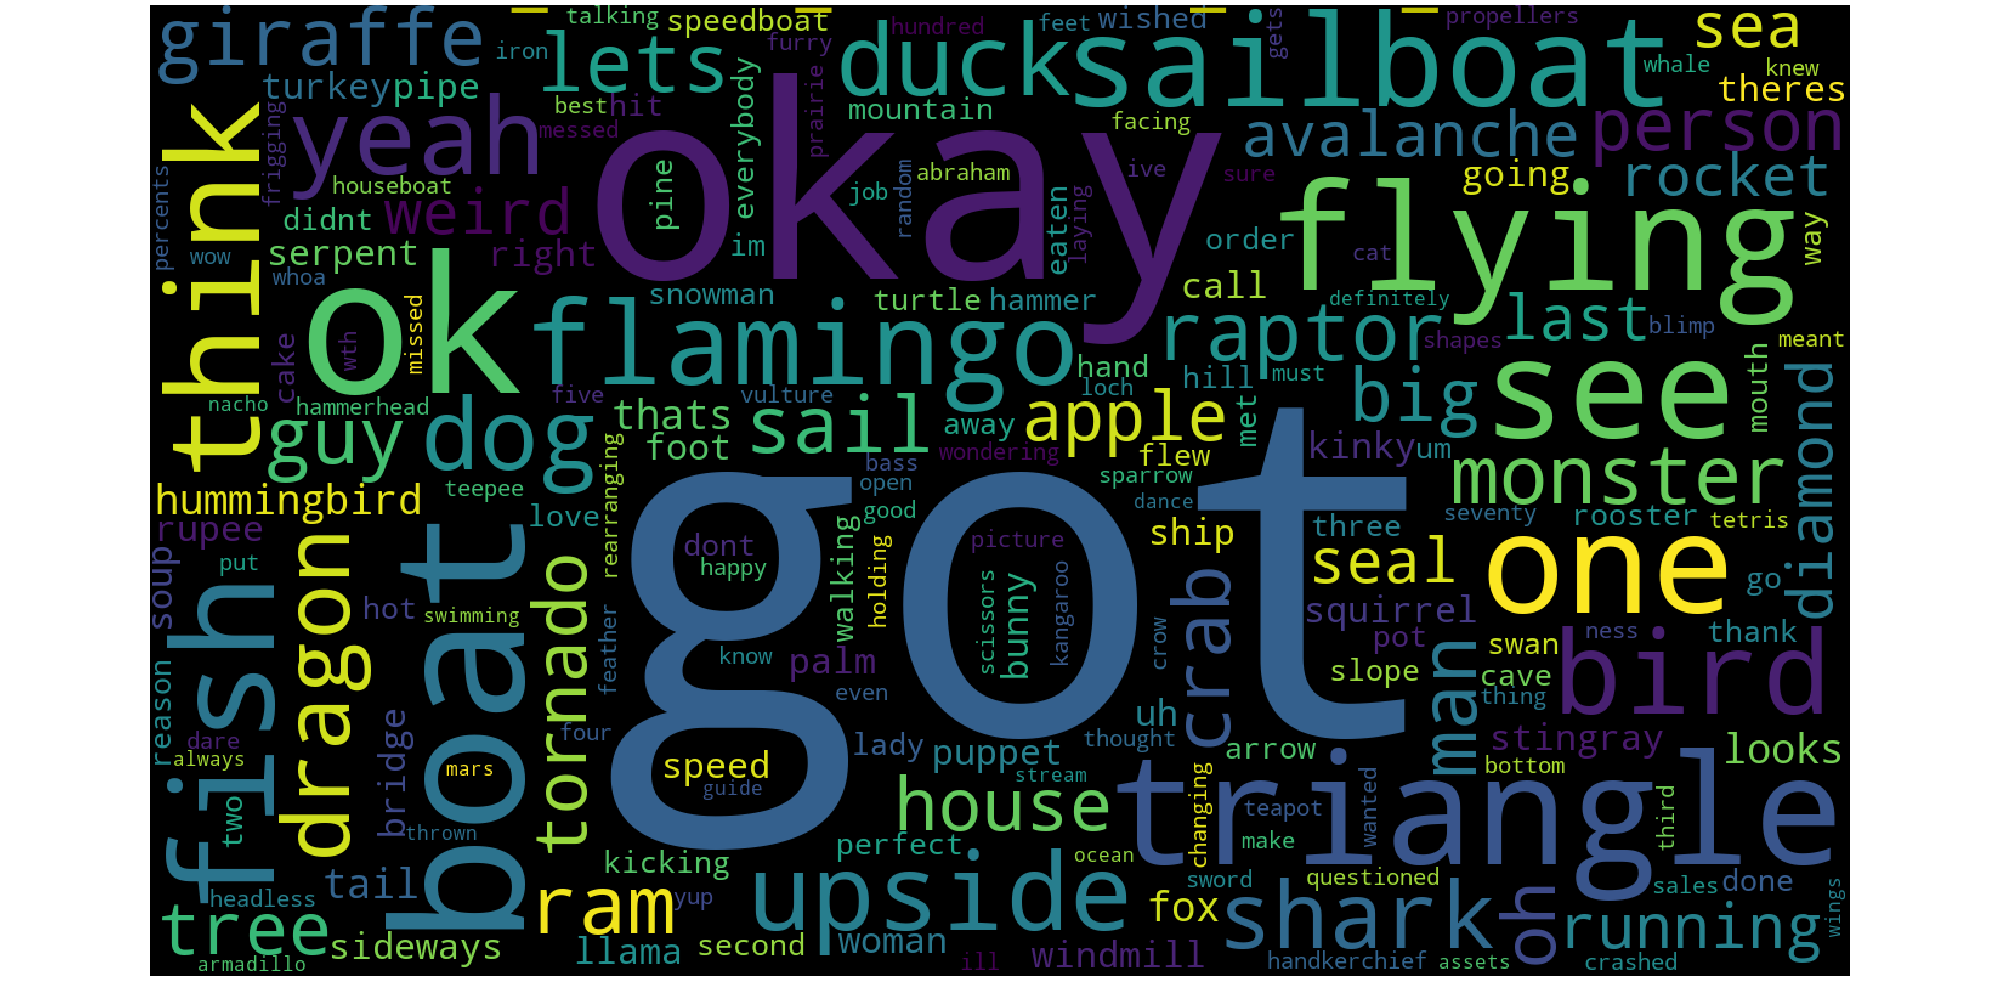 giraffe
talking
speedboat
iron
lets
furry
hundred
feet
wished
propellers
gets
sea
duck
sailboat
whale
knew
theres
turkey
pipe
best
hit
messed
everybody
prairie
mountain
facing
avalanche
person
think
frigging
yeah
okay
houseboat
weird
pine
job
random
abraham
ive
sure
going
rocket
percents
didnt
right
im
eaten
laying
order
cat
way
wow
serpent
whoa
ok
snowman
turtle
hammer
call
flying
definitely
missed
flamingo
raptor
last
blimp
shapes
meant
cake
wth
hand
loch
hill
must
see
mouth
nacho
hammerhead
five
vulture
big
diamond
guy
dog
thats
sail
away
apple
met
foot
wondering
flew
kinky
um
monster
teepee
rearranging
bass
open
sparrow
hummingbird
love
good
dance
seventy
rooster
tetris
rupee
got
dont
picture
ship
three
one
put
soup
fish
dragon
boat
tornado
happy
walking
holding
scissors
bunny
kangaroo
crow
crab
seal
go
hot
swimming
feather
squirrel
ness
thank
know
palm
pot
swan
bird
reason
even
slope
man
cave
thing
bridge
four
uh
dare
always
mars
speed
lady
puppet
thought
arrow
stingray
looks
bottom
guide
stream
two
thrown
house
changing
teapot
wanted
triangle
third
perfect
make
kicking
ocean
tail
headless
ram
yup
upside
sword
questioned
sales
done
wings
tree
sideways
fox
shark
oh
running
llama
second
woman
windmill
armadillo
ill
handkerchief
assets
crashed